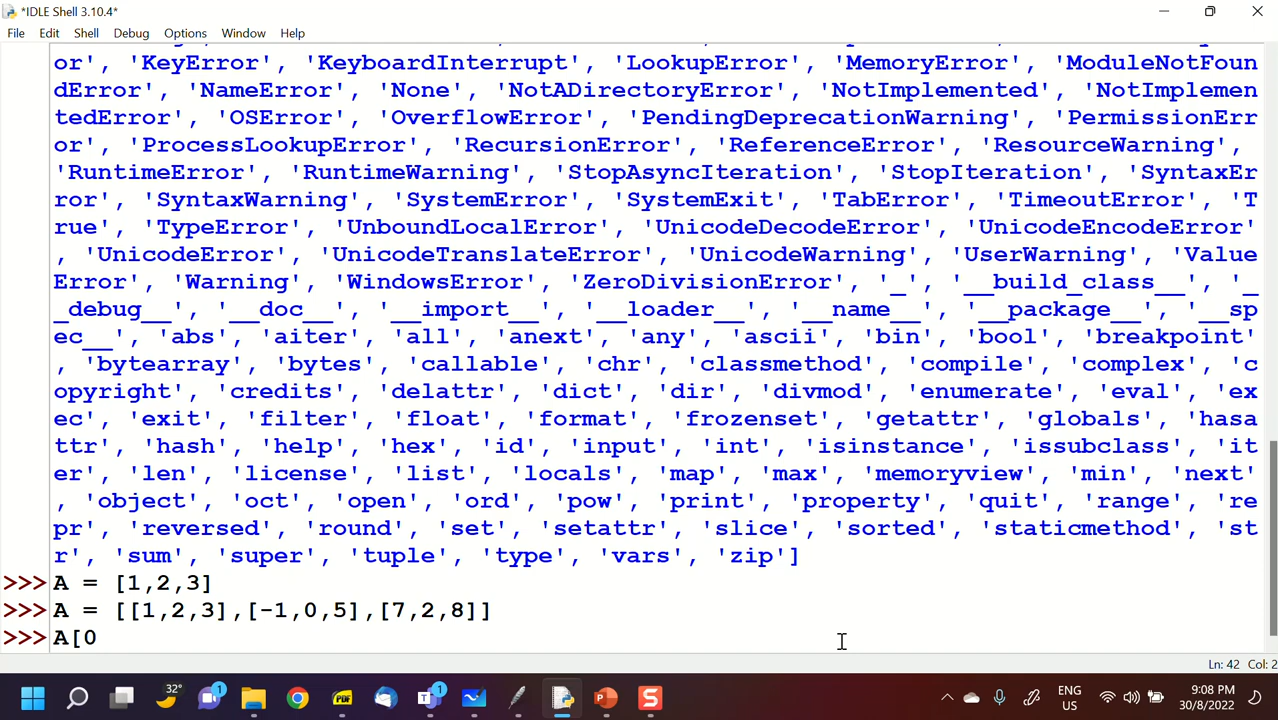 *IDLE Shell 3.10.4*
File Edit Shell Debug Options Window Help
or', 'KeyError', 'KeyboardInterrupt', 'LookupError', 'MemoryError', 'ModuleNotFoun
dError', 'NameError', 'None', 'NotADirectoryError', 'NotImplemented', 'NotImplemen
tedError', 'OSError', 'OverflowError', 'PendingDeprecationWarning', 'PermissionErr
or', 'ProcessLookupError', 'RecursionError', 'ReferenceError', 'ResourceWarning',
'RuntimeError', 'RuntimeWarning', 'StopAsyncIteration', 'StopIteration', 'SyntaxEr
ror', 'SyntaxWarning', 'SystemError', 'SystemExit', 'TabError', 'TimeoutError', 'T
rue', 'TypeError', 'UnboundLocalError', 'UnicodeDecodeError', 'UnicodeEncodeError'
, 'UnicodeError', 'UnicodeTranslateError', 'UnicodeWarning', 'UserWarning', 'Value
Error', 'Warning', 'WindowsError', 'ZeroDivisionError', '_', '__build_class__', '_
_debug__', '__doc__', '__import__', '__loader__', '__name__', '__package__', '__sp
ec__', 'abs', 'aiter', 'all', 'anext', 'any', 'ascii', 'bin', 'bool', 'breakpoint'
, 'bytearray', 'bytes', 'callable', 'chr', 'classmethod', 'compile', 'complex', 'c
opyright', 'credits', 'delattr', 'dict', 'dir', 'divmod', 'enumerate', 'eval', 'ex
ec', 'exit', 'filter', 'float', 'format', 'frozenset', 'getattr', 'globals', 'hasa
ttr', 'hash', 'help', 'hex', 'id', 'input', 'int', 'isinstance', 'issubclass', 'it
er', 'len', 'license', 'list', 'locals', 'map', 'max', 'memoryview', 'min', 'next'
, 'object', 'oct', 'open', 'ord', 'pow', 'print', 'property', 'quit', 'range', 're
pr', 'reversed', 'round', 'set', 'setattr', 'slice', 'sorted', 'staticmethod', 'st
r', 'sum', 'super', 'tuple', 'type', 'vars', 'zip']
>>> A = [1,2,3]
>>> A = [[1,2,3],[-1,0,5],[7,2,8]]
>>> A[0
Ln: 42 Col: 2
32° 1 PDF T 1 P S ENG 9:08 PM
US 30/8/2022